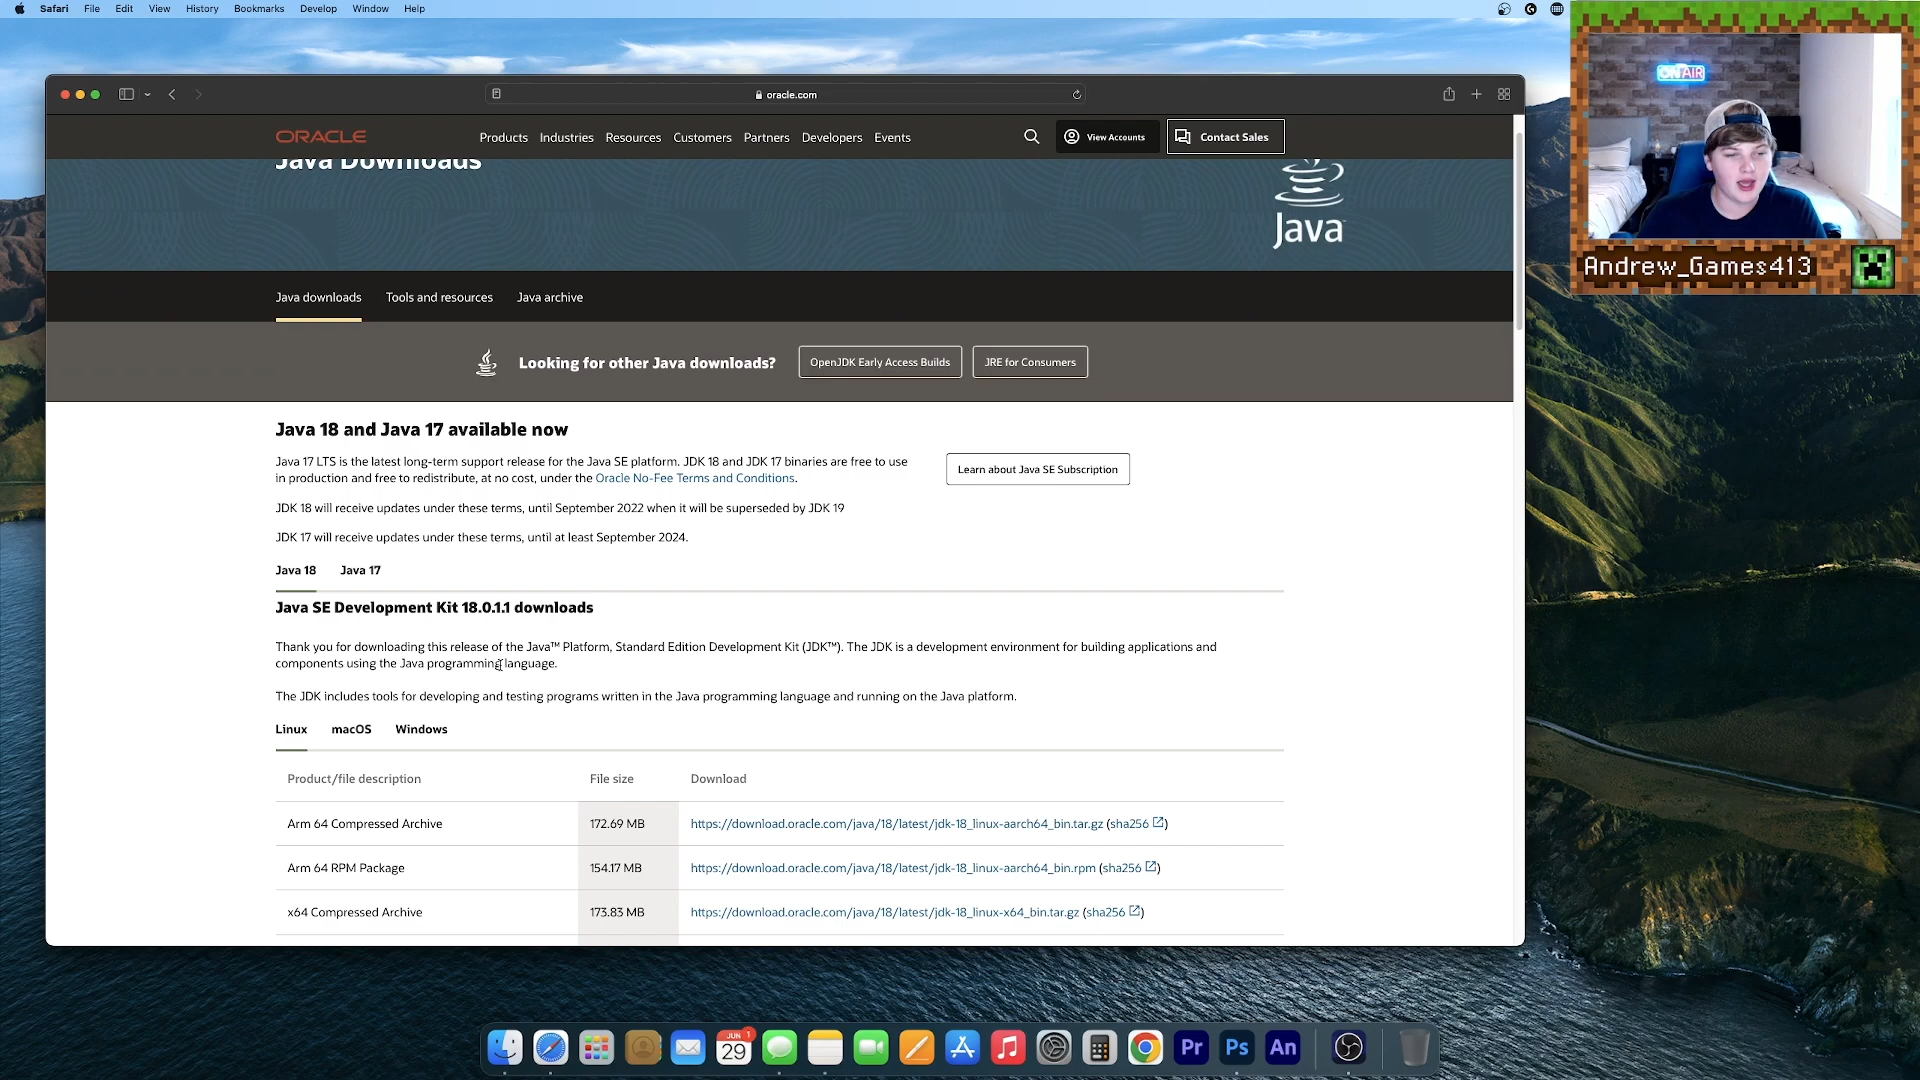 Safari File Edit View History Bookmarks Develop Window Help
oracle.com
ORACLE
Products Industries Resources Customers Partners Developers Events
View Accounts
Contact Sales
Java Downloads
Java
Java downloads Tools and resources Java archive
Looking for other Java downloads?
OpenJDK Early Access Builds
JRE for Consumers
Java 18 and Java 17 available now
Java 17 LTS is the latest long-term support release for the Java SE platform. JDK 18 and JDK 17 binaries are free to use
in production and free to redistribute, at no cost, under the Oracle No-Fee Terms and Conditions.
Learn about Java SE Subscription
JDK 18 will receive updates under these terms, until September 2022 when it will be superseded by JDK 19
JDK 17 will receive updates under these terms, until at least September 2024.
Java 18 Java 17
Java SE Development Kit 18.0.1.1 downloads
Thank you for downloading this release of the Java™ Platform, Standard Edition Development Kit (JDK™). The JDK is a development environment for building applications and
components using the Java programming language.
The JDK includes tools for developing and testing programs written in the Java programming language and running on the Java platform.
Linux macOS Windows
Product/file description File size Download
Arm 64 Compressed Archive 172.69 MB https://download.oracle.com/java/18/latest/jdk-18_linux-aarch64_bin.tar.gz (sha256)
Arm 64 RPM Package 154.17 MB https://download.oracle.com/java/18/latest/jdk-18_linux-aarch64_bin.rpm (sha256)
x64 Compressed Archive 173.83 MB https://download.oracle.com/java/18/latest/jdk-18_linux-x64_bin.tar.gz (sha256)
ON AIR
Andrew_Games413
JUN
29
1
Pr
Ps
An